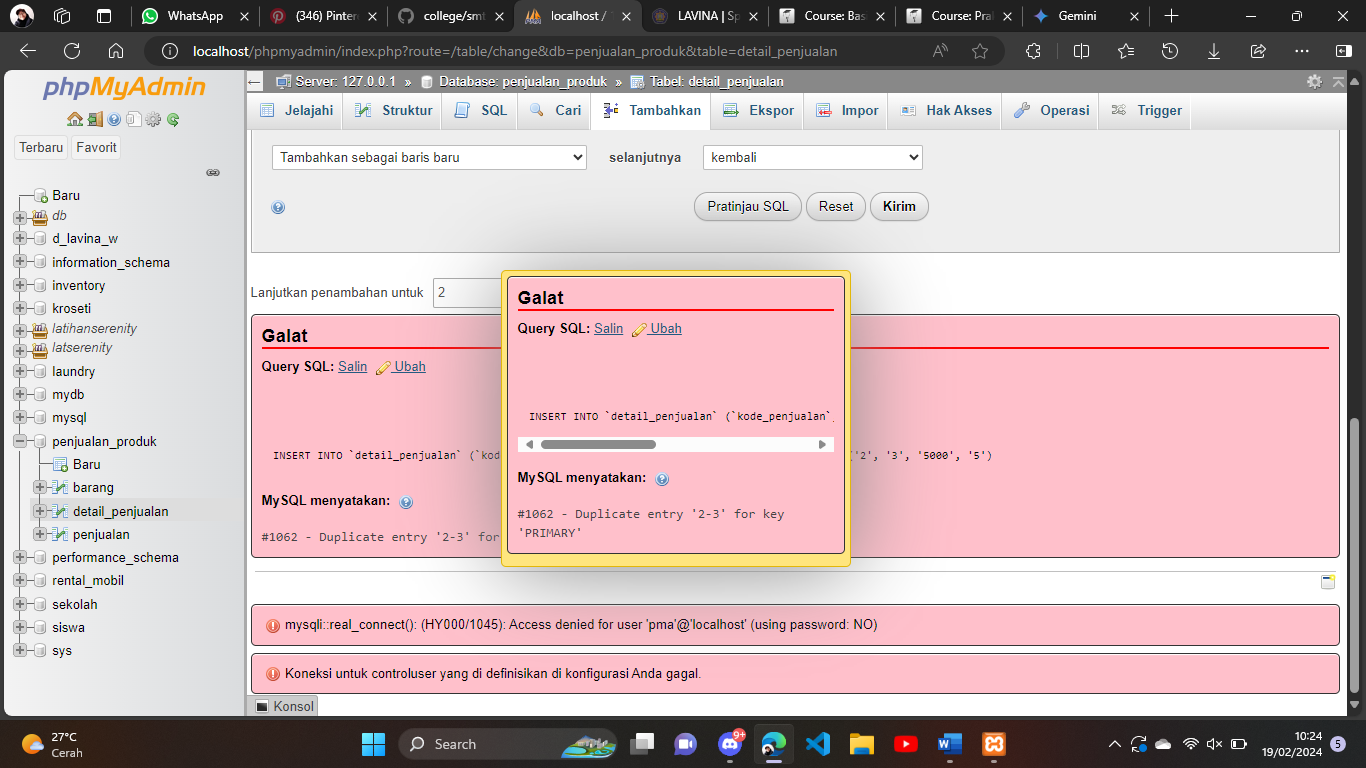 WhatsApp
(346) Pinter
college/smt
localhost /
LAVINA | Sp
Course: Bas
Course: Pra
Gemini
localhost/phpmyadmin/index.php?route=/table/change&db=penjualan_produk&table=detail_penjualan
phpMyAdmin
Terbaru
Favorit
Baru
db
d_lavina_w
information_schema
inventory
kroseti
latihanserenity
latserenity
laundry
mydb
mysql
penjualan_produk
Baru
barang
detail_penjualan
penjualan
performance_schema
rental_mobil
sekolah
siswa
sys
Server: 127.0.0.1 » Database: penjualan_produk » Tabel: detail_penjualan
Jelajahi
Struktur
SQL
Cari
Tambahkan
Ekspor
Impor
Hak Akses
Operasi
Trigger
Tambahkan sebagai baris baru
selanjutnya
kembali
Pratinjau SQL
Reset
Kirim
Lanjutkan penambahan untuk 2
Galat
Query SQL: Salin Ubah
INSERT INTO `detail_penjualan` (`kod
'2', '3', '5000', '5')
MySQL menyatakan:
#1062 - Duplicate entry '2-3' for
Galat
Query SQL: Salin Ubah
INSERT INTO `detail_penjualan` (`kode_penjualan`,
MySQL menyatakan:
#1062 - Duplicate entry '2-3' for key
'PRIMARY'
mysqli::real_connect(): (HY000/1045): Access denied for user 'pma'@'localhost' (using password: NO)
Koneksi untuk controluser yang di definisikan di konfigurasi Anda gagal.
Konsol
27°C
Cerah
Search
9+
10:24
19/02/2024
5